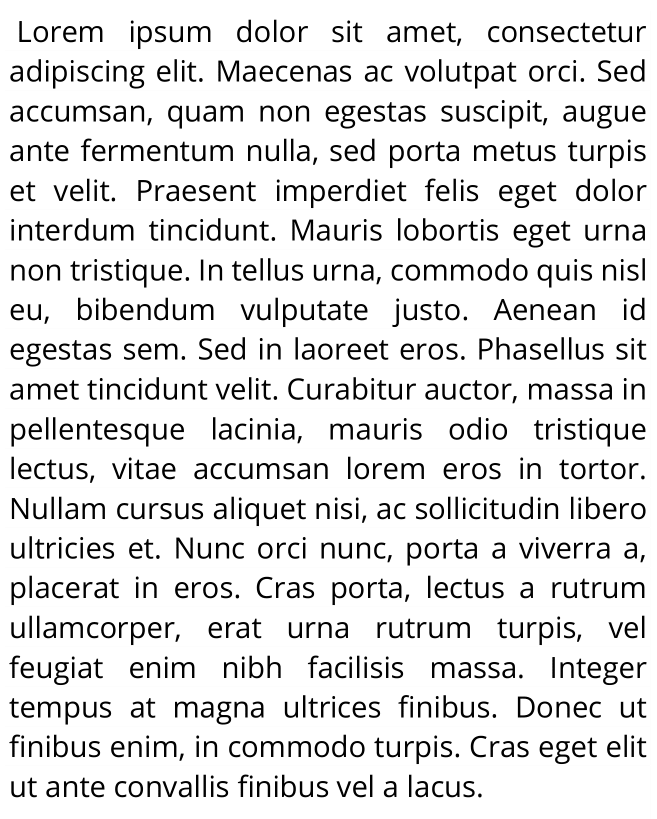 Lorem ipsum dolor sit amet, consectetur
adipiscing elit. Maecenas ac volutpat orci. Sed
accumsan, quam non egestas suscipit, augue
ante fermentum nulla, sed porta metus turpis
et velit. Praesent imperdiet felis eget dolor
interdum tincidunt. Mauris lobortis eget urna
non tristique. In tellus urna, commodo quis nisl
eu, bibendum vulputate justo. Aenean id
egestas sem. Sed in laoreet eros. Phasellus sit
amet tincidunt velit. Curabitur auctor, massa in
pellentesque lacinia, mauris odio tristique
lectus, vitae accumsan lorem eros in tortor.
Nullam cursus aliquet nisi, ac sollicitudin libero
ultricies et. Nunc orci nunc, porta a viverra a,
placerat in eros. Cras porta, lectus a rutrum
ullamcorper, erat urna rutrum turpis, vel
feugiat enim nibh facilisis massa. Integer
tempus at magna ultrices finibus. Donec ut
finibus enim, in commodo turpis. Cras eget elit
ut ante convallis finibus vel a lacus.